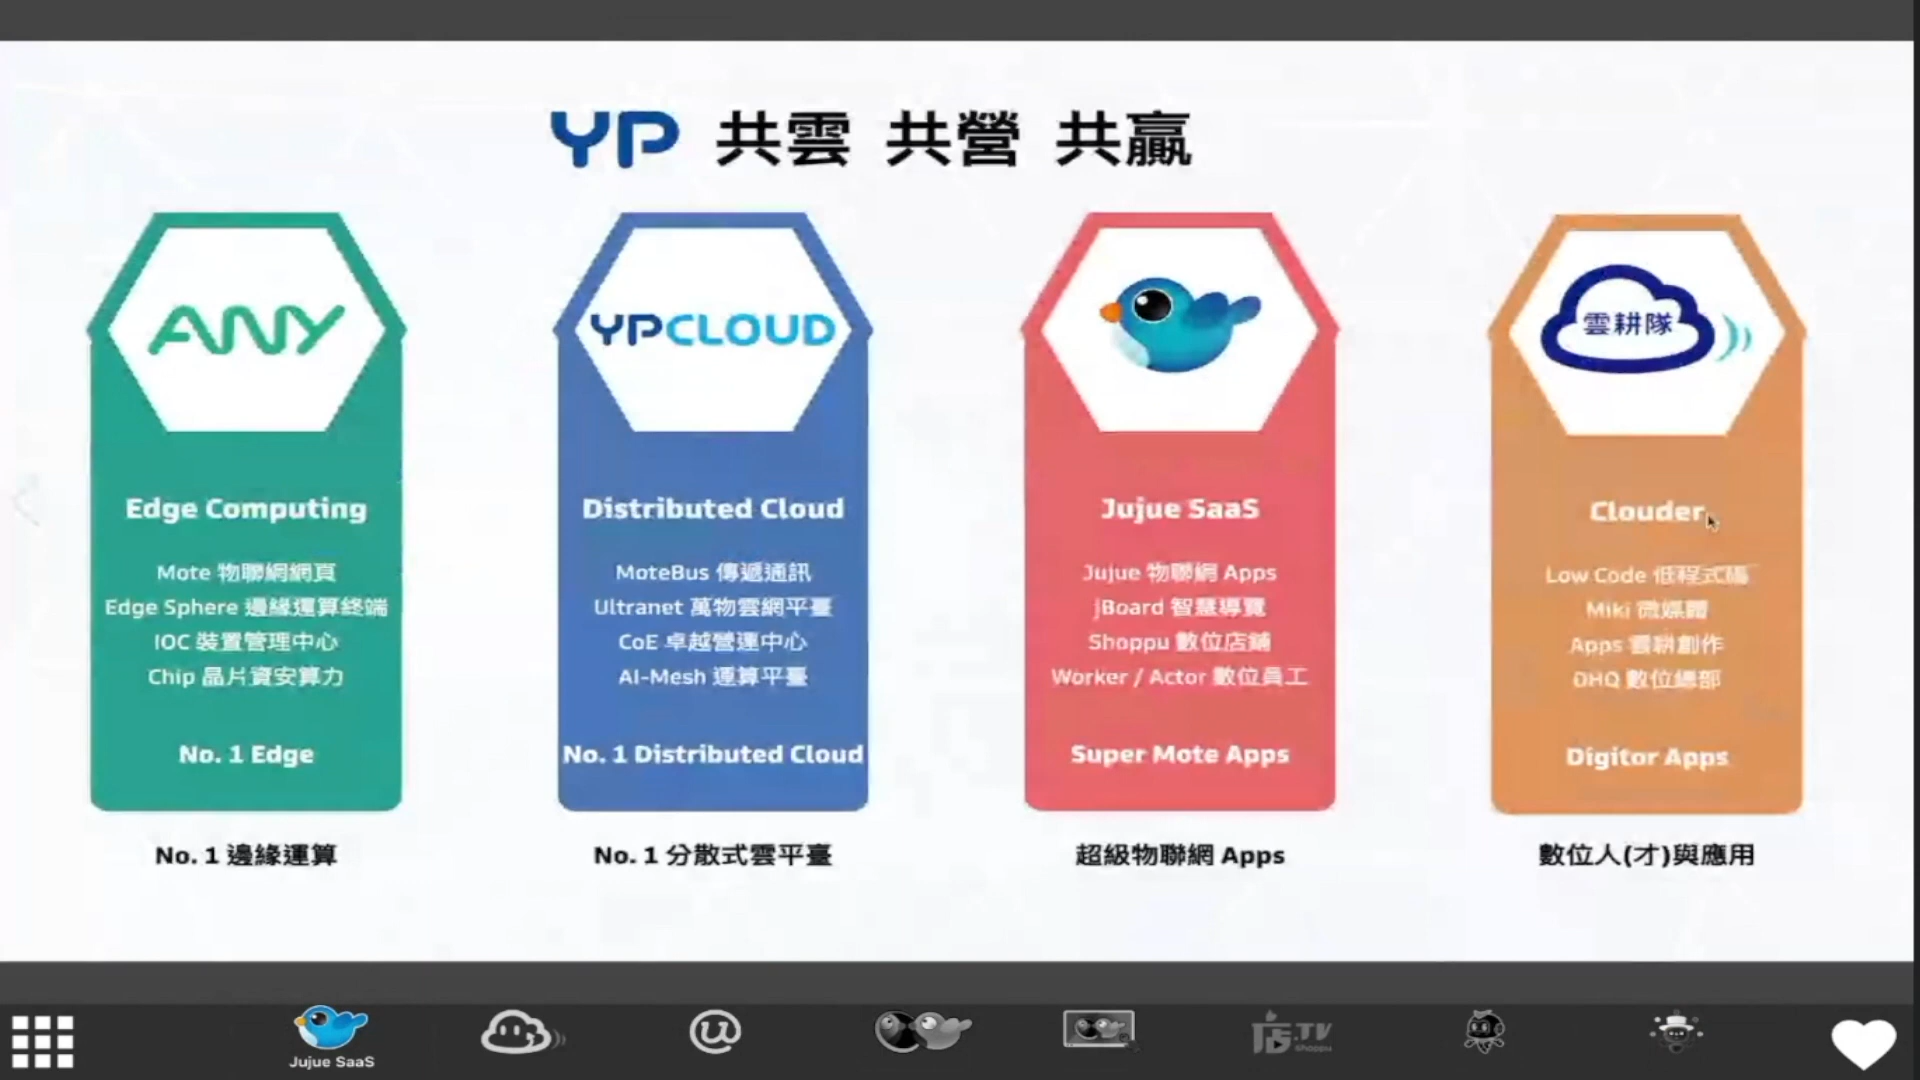 YP 共雲 共營 共贏
ANY
Edge Computing
Mote 物聯網網頁
Edge Sphere 邊緣運算終端
IOC 裝置管理中心
Chip 晶片資安算力
No. 1 Edge
No. 1 邊緣運算
YPCLOUD
Distributed Cloud
MoteBus 傳遞通訊
Ultranet 萬物雲網平臺
CoE 卓越營運中心
AI-Mesh 運算平臺
No. 1 Distributed Cloud
No. 1 分散式雲平臺
Jujue SaaS
Jujue 物聯網 Apps
jBoard 智慧導覽
Shoppu 數位店鋪
Worker / Actor 數位員工
Super Mote Apps
超級物聯網 Apps
雲耕隊
Clouder
Low Code 低程式碼
Miki 微媒體
Apps 雲耕創作
DHQ 數位總部
Digitor Apps
數位人(才)與應用
Jujue SaaS
店.TV
Shoppu